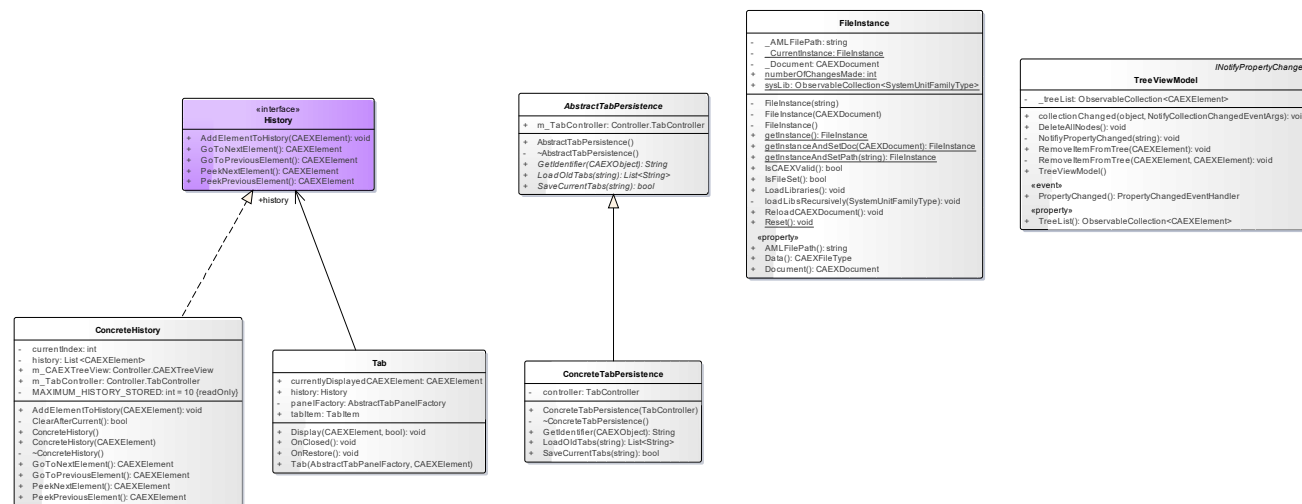 «interface»
History
+ AddElementToHistory(CAEXElement): void
+ GoToNextElement(): CAEXElement
+ GoToPreviousElement(): CAEXElement
+ PeekNextElement(): CAEXElement
+ PeekPreviousElement(): CAEXElement
+history
AbstractTabPersistence
+ m_TabController: Controller.TabController
+ AbstractTabPersistence()
- ~AbstractTabPersistence()
+ GetIdentifier(CAEXObject): String
+ LoadOldTabs(string): List<String>
+ SaveCurrentTabs(string): bool
FileInstance
- _AMLFilePath: string
- _CurrentInstance: FileInstance
- _Document: CAEXDocument
+ numberOfChangesMade: int
+ sysLib: ObservableCollection<SystemUnitFamilyType>
- FileInstance(string)
- FileInstance(CAEXDocument)
- FileInstance()
+ getInstance(): FileInstance
+ getInstanceAndSetDoc(CAEXDocument): FileInstance
+ getInstanceAndSetPath(string): FileInstance
+ IsCAEXValid(): bool
+ IsFileSet(): bool
+ LoadLibraries(): void
- loadLibsRecursively(SystemUnitFamilyType): void
+ ReloadCAEXDocument(): void
+ Reset(): void
«property»
+ AMLFilePath(): string
+ Data(): CAEXFileType
+ Document(): CAEXDocument
INotifyPropertyChange
TreeViewModel
- _treeList: ObservableCollection<CAEXElement>
+ collectionChanged(object, NotifyCollectionChangedEventArgs): voi
+ DeleteAllNodes(): void
- NotifiyPropertyChanged(string): void
+ RemoveItemFromTree(CAEXElement): void
- RemoveItemFromTree(CAEXElement, CAEXElement): void
+ TreeViewModel()
«event»
+ PropertyChanged(): PropertyChangedEventHandler
«property»
+ TreeList(): ObservableCollection<CAEXElement>
ConcreteHistory
- currentIndex: int
- history: List <CAEXElement>
+ m_CAEXTreeView: Controller.CAEXTreeView
+ m_TabController: Controller.TabController
- MAXIMUM_HISTORY_STORED: int = 10 {readOnly}
+ AddElementToHistory(CAEXElement): void
- ClearAfterCurrent(): bool
+ ConcreteHistory()
+ ConcreteHistory(CAEXElement)
- ~ConcreteHistory()
+ GoToNextElement(): CAEXElement
+ GoToPreviousElement(): CAEXElement
+ PeekNextElement(): CAEXElement
+ PeekPreviousElement(): CAEXElement
Tab
+ currentlyDisplayedCAEXElement: CAEXElement
+ history: History
- panelFactory: AbstractTabPanelFactory
+ tabItem: TabItem
+ Display(CAEXElement, bool): void
+ OnClosed(): void
+ OnRestore(): void
+ Tab(AbstractTabPanelFactory, CAEXElement)
ConcreteTabPersistence
- controller: TabController
+ ConcreteTabPersistence(TabController)
- ~ConcreteTabPersistence()
+ GetIdentifier(CAEXObject): String
+ LoadOldTabs(string): List<String>
+ SaveCurrentTabs(string): bool